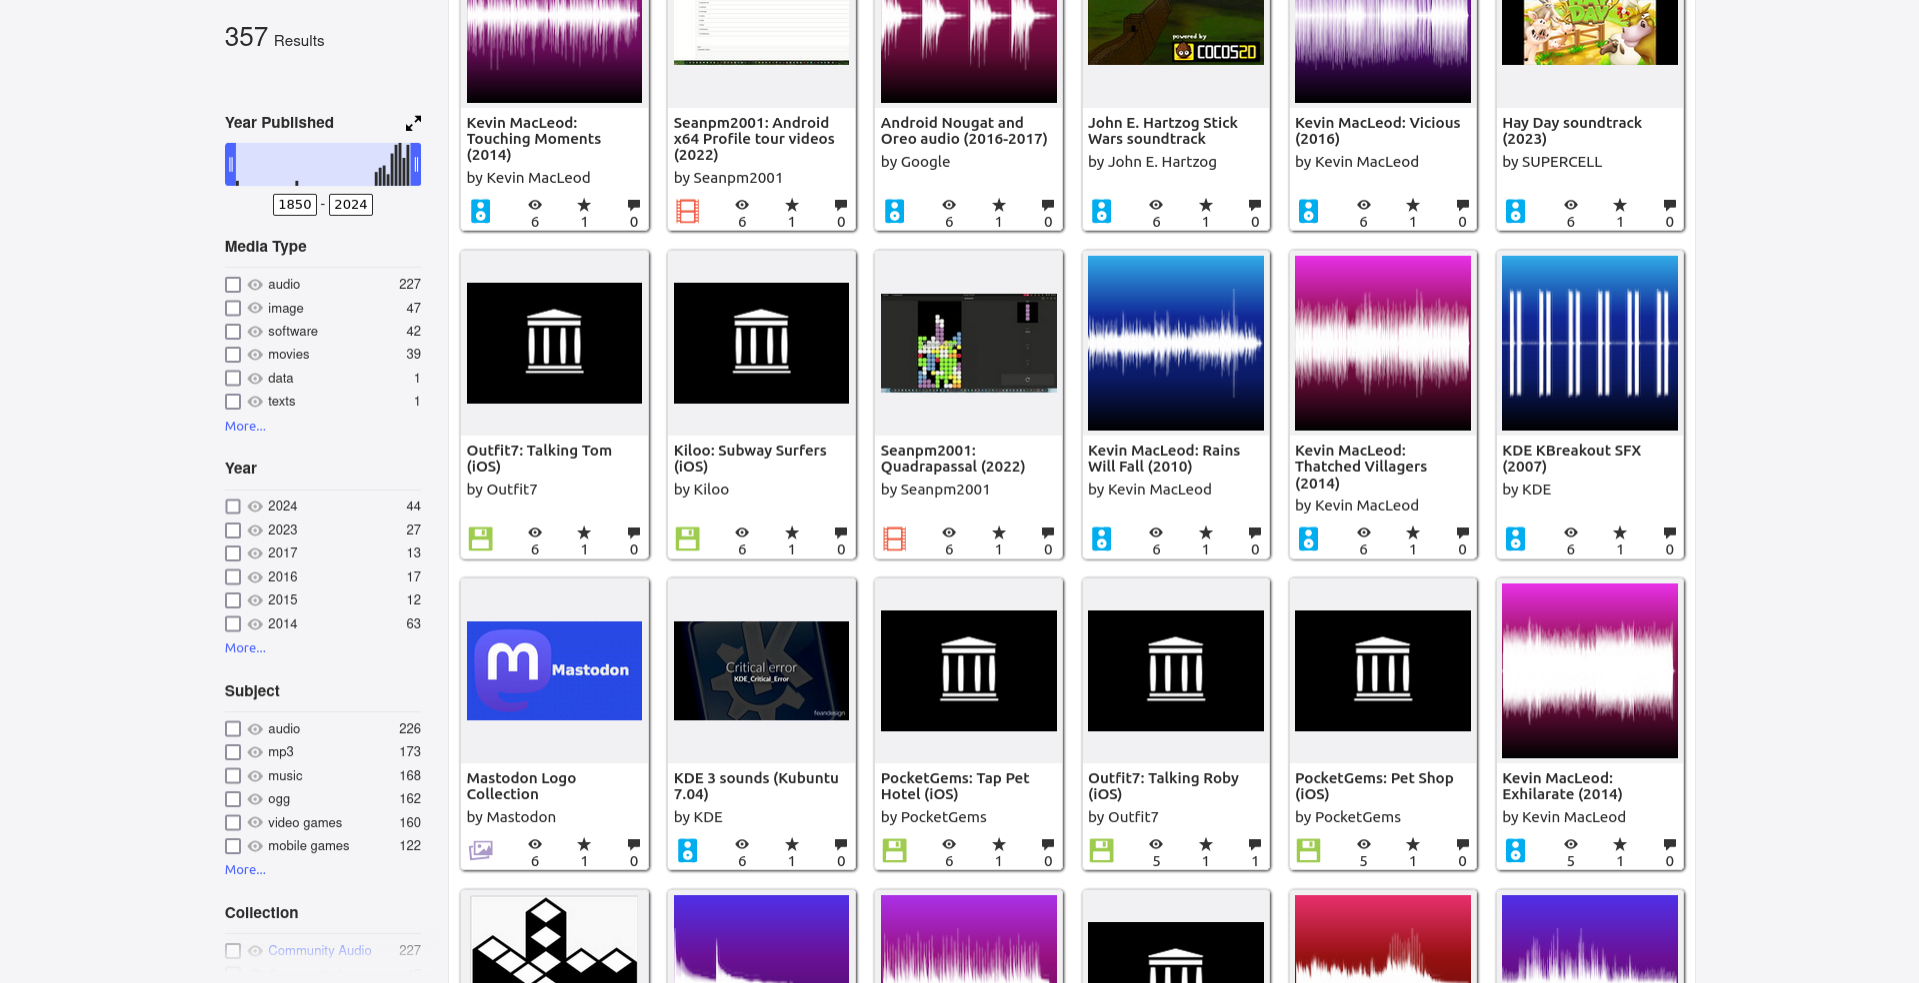 357 Results
Year Published
1850 - 2024
Media Type
audio 227
image 47
software 42
movies 39
data 1
texts 1
More...
Year
2024 44
2023 27
2017 13
2016 17
2015 12
2014 63
More...
Subject
audio 226
mp3 173
music 168
ogg 162
video games 160
mobile games 122
More...
Collection
Community Audio 227
Kevin MacLeod:
Touching Moments
(2014)
by Kevin MacLeod
6 1 0
Seanpm2001: Android
x64 Profile tour videos
(2022)
by Seanpm2001
6 1 0
Android Nougat and
Oreo audio (2016-2017)
by Google
6 1 0
powered by
COCOS2D
John E. Hartzog Stick
Wars soundtrack
by John E. Hartzog
6 1 0
Kevin MacLeod: Vicious
(2016)
by Kevin MacLeod
6 1 0
HAY DAY
Hay Day soundtrack
(2023)
by SUPERCELL
6 1 0
Outfit7: Talking Tom
(iOS)
by Outfit7
6 1 0
Kiloo: Subway Surfers
(iOS)
by Kiloo
6 1 0
Seanpm2001:
Quadrapassal (2022)
by Seanpm2001
6 1 0
Kevin MacLeod: Rains
Will Fall (2010)
by Kevin MacLeod
6 1 0
Kevin MacLeod:
Thatched Villagers
(2014)
by Kevin MacLeod
6 1 0
KDE KBreakout SFX
(2007)
by KDE
6 1 0
Mastodon
Mastodon Logo
Collection
by Mastodon
6 1 0
Critical error
KDE_Critical_Error
feandesign
KDE 3 sounds (Kubuntu
7.04)
by KDE
6 1 0
PocketGems: Tap Pet
Hotel (iOS)
by PocketGems
6 1 0
Outfit7: Talking Roby
(iOS)
by Outfit7
5 1 1
PocketGems: Pet Shop
(iOS)
by PocketGems
5 1 0
Kevin MacLeod:
Exhilarate (2014)
by Kevin MacLeod
5 1 0